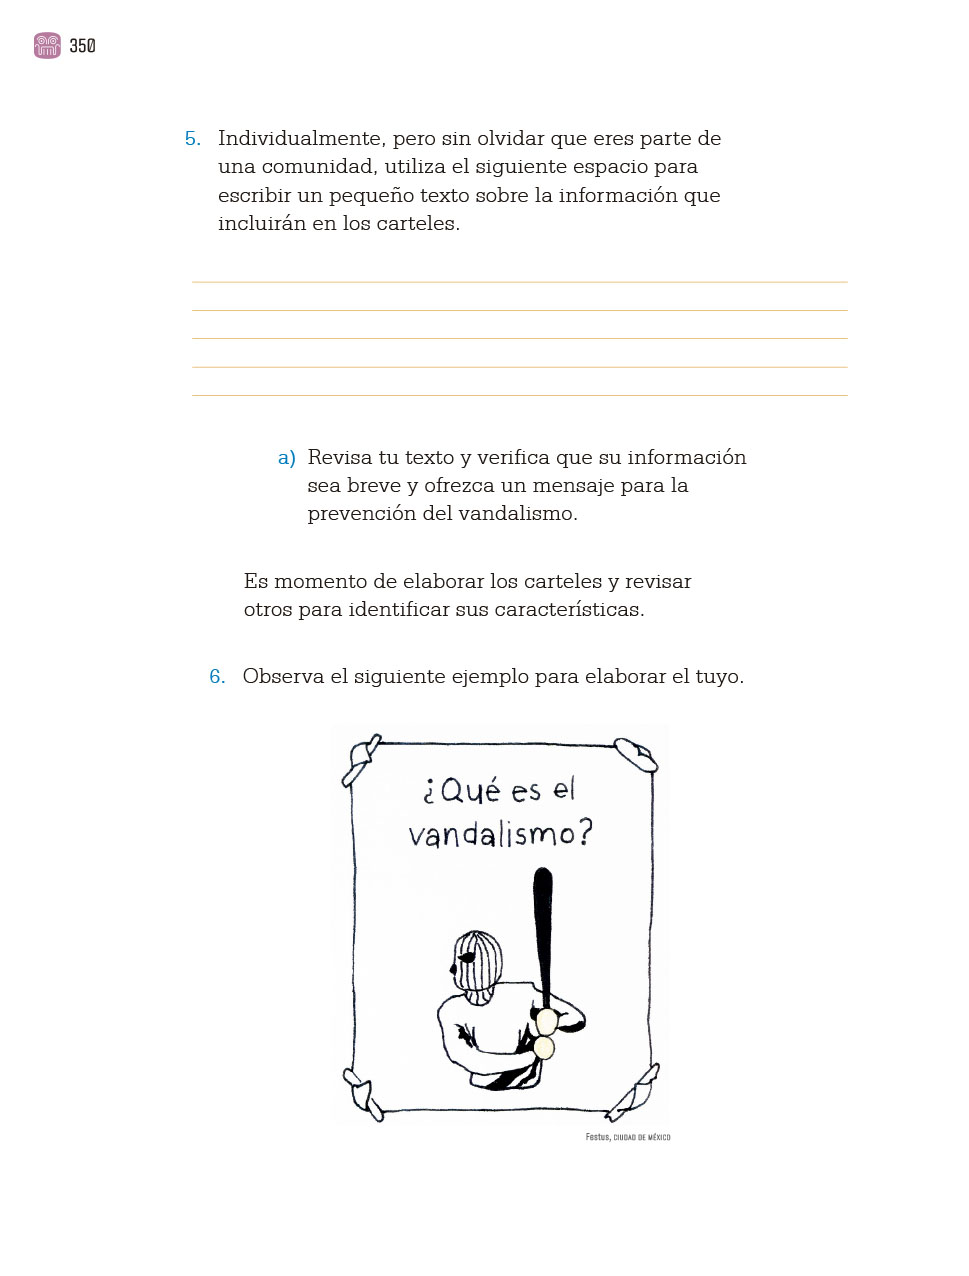 350
5. Individualmente, pero sin olvidar que eres parte de
una comunidad, utiliza el siguiente espacio para
escribir un pequeño texto sobre la información que
incluirán en los carteles.
a) Revisa tu texto y verifica que su información
sea breve y ofrezca un mensaje para la
prevención del vandalismo.
Es momento de elaborar los carteles y revisar
otros para identificar sus características.
6. Observa el siguiente ejemplo para elaborar el tuyo.
¿Qué es el
vandalismo?
Festus, CIUDAD DE MÉXICO